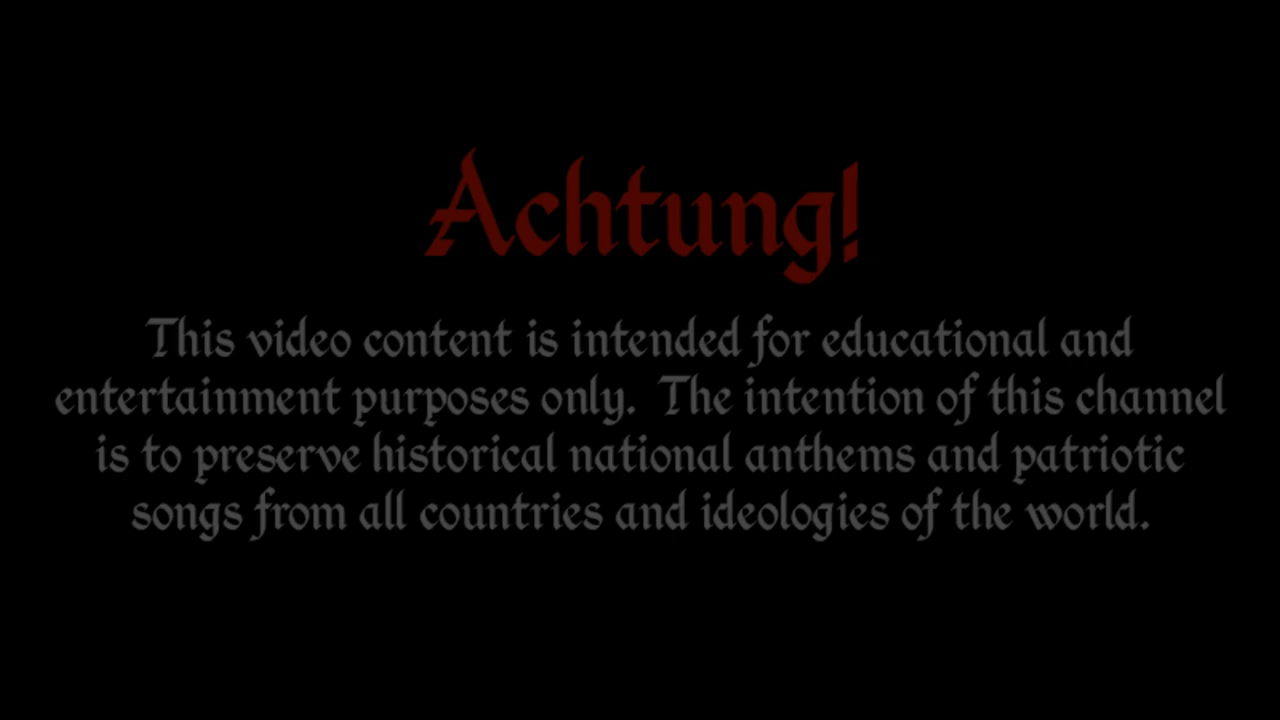 Achtung!
This video content is intended for educational and
entertainment purposes only. The intention of this channel
is to preserve historical national anthems and patriotic
songs from all countries and ideologies of the world.